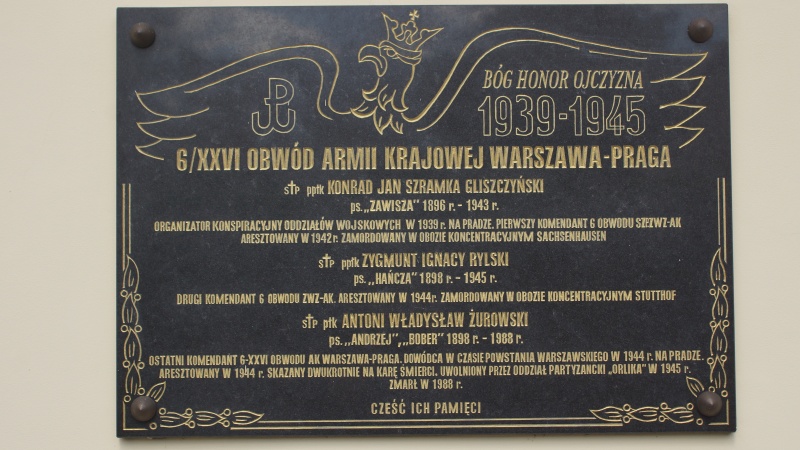 BÓG HONOR OJCZYZNA
1939-1945
6/XXVI OBWÓD ARMII KRAJOWEJ WARSZAWA-PRAGA
ś†P ppłk KONRAD JAN SZRAMKA GLISZCZYŃSKI
ps. „ZAWISZA" 1896 r. - 1943 r.
ORGANIZATOR KONSPIRACYJNY ODDZIAŁÓW WOJSKOWYCH W 1939 r. NA PRADZE. PIERWSZY KOMENDANT 6 OBWODU
ARESZTOWANY W 1942 r. ZAMORDOWANY W OBOZIE KONCENTRACYJNYM SACHSENHAUSEN
ś†P ppłk ZYGMUNT IGNACY RYLSKI
ps. „HAŃCZA" 1898 r. - 1945 r.
DRUGI KOMENDANT 6 OBWODU ZWZ-AK. ARESZTOWANY W 1944 r. ZAMORDOWANY W OBOZIE KONCENTRACYJNYM STUTTHOF
ś†P płk ANTONI WŁADYSŁAW ŻUROWSKI
ps. „ANDRZEJ", „BOBER" 1898 r. - 1988 r.
OSTATNI KOMENDANT 6-XXVI OBWODU AK WARSZAWA-PRAGA. DOWÓDCA W CZASIE POWSTANIA WARSZAWSKIEGO W 1944 r. NA PRADZE.
ARESZTOWANY W 1944 r. SKAZANY DWUKROTNIE NA KARĘ ŚMIERCI. UWOLNIONY PRZEZ ODDZIAŁ PARTYZANCKI „ORLIKA" W 1945 r.
ZMARŁ W 1988 r.
CZEŚĆ ICH PAMIĘCI